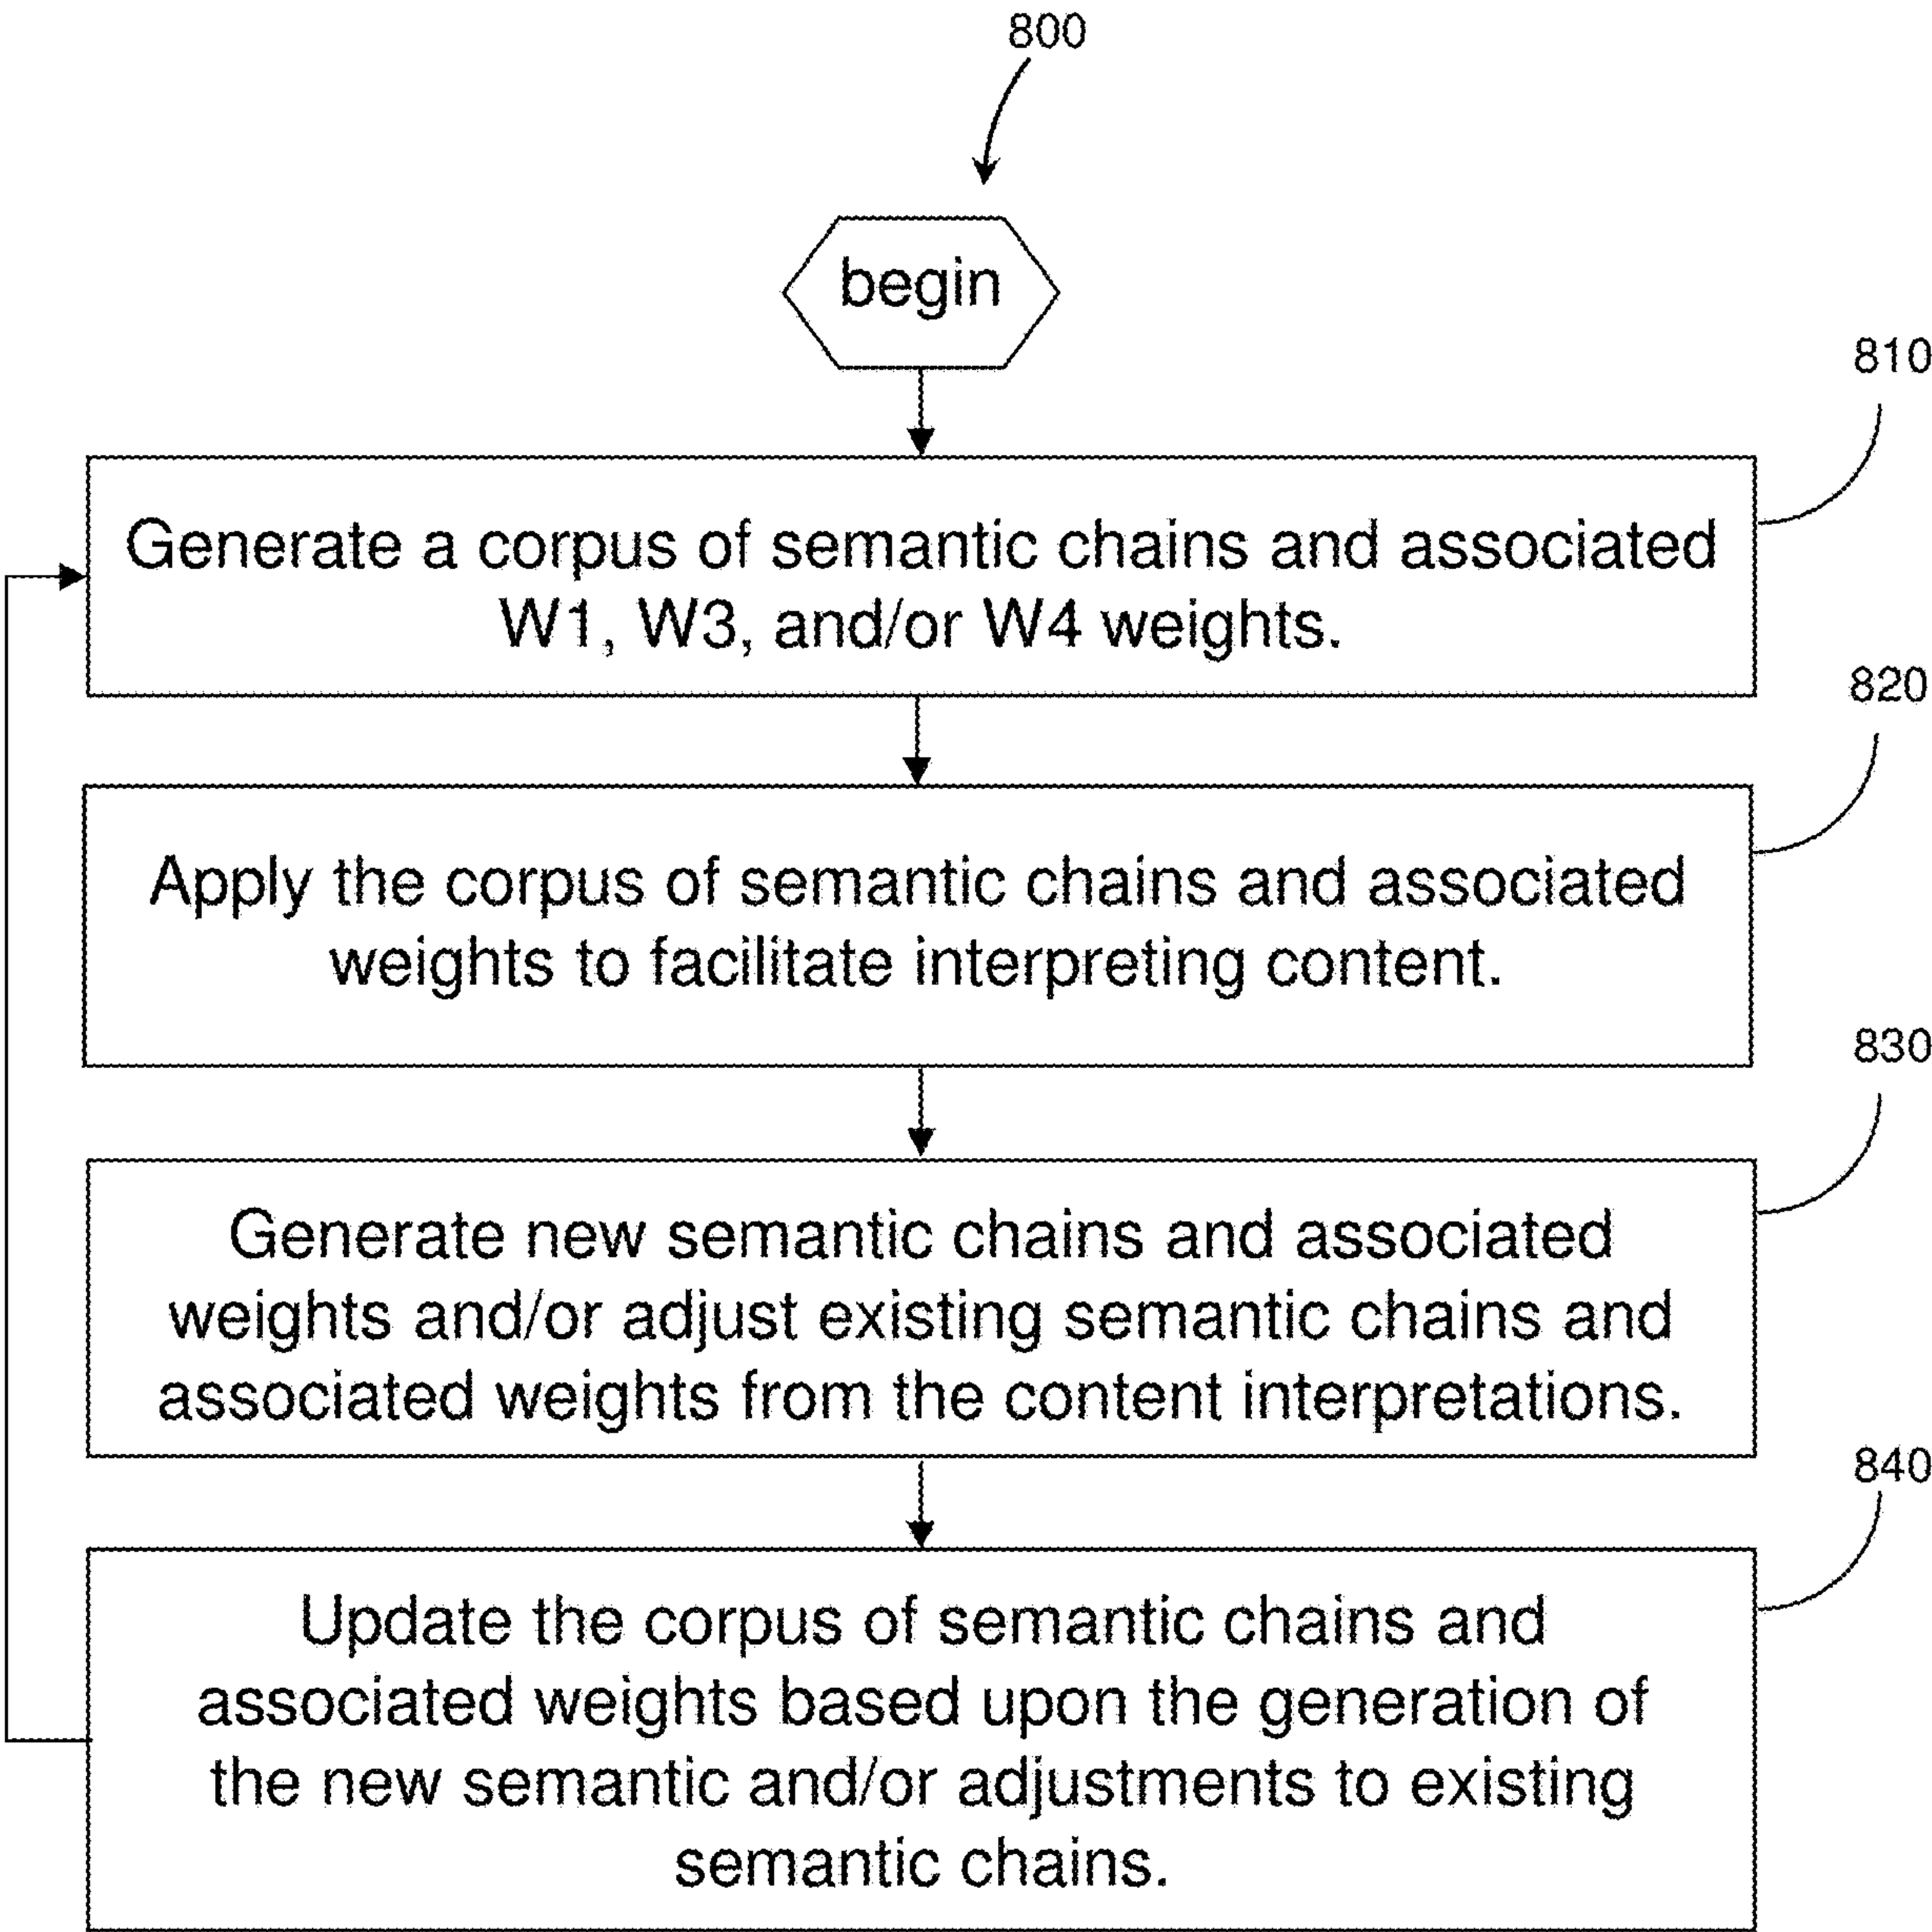 800
begin
810
Generate a corpus of semantic chains and associated
W1, W3, and/or W4 weights.
820
Apply the corpus of semantic chains and associated
weights to facilitate interpreting content.
830
Generate new semantic chains and associated
weights and/or adjust existing semantic chains and
associated weights from the content interpretations.
840
Update the corpus of semantic chains and
associated weights based upon the generation of
the new semantic and/or adjustments to existing
semantic chains.